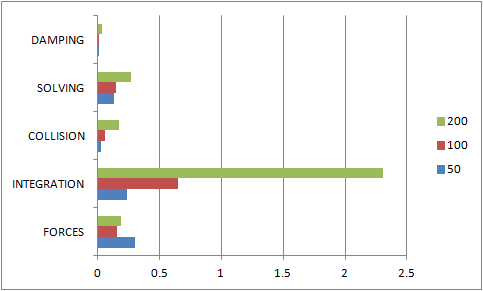 DAMPING
SOLVING
COLLISION
INTEGRATION
FORCES
200
100
50
0 0.5 1 1.5 2 2.5